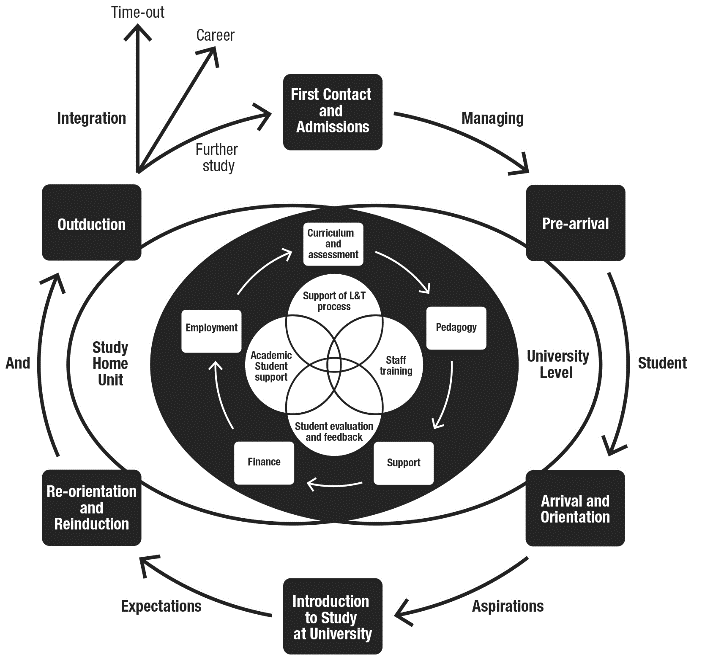 Time-out
Career
Integration
Further
study
First Contact
and
Admissions
Managing
Outduction
Pre-arrival
Curriculum
and
assessment
Support of L&T
process
Employment
Pedagogy
And
Study
Home
Unit
Academic
Student
support
Staff
training
University
Level
Student
Student evaluation
and feedback
Finance
Support
Re-orientation
and
Reinduction
Arrival and
Orientation
Expectations
Introduction
to Study
at University
Aspirations